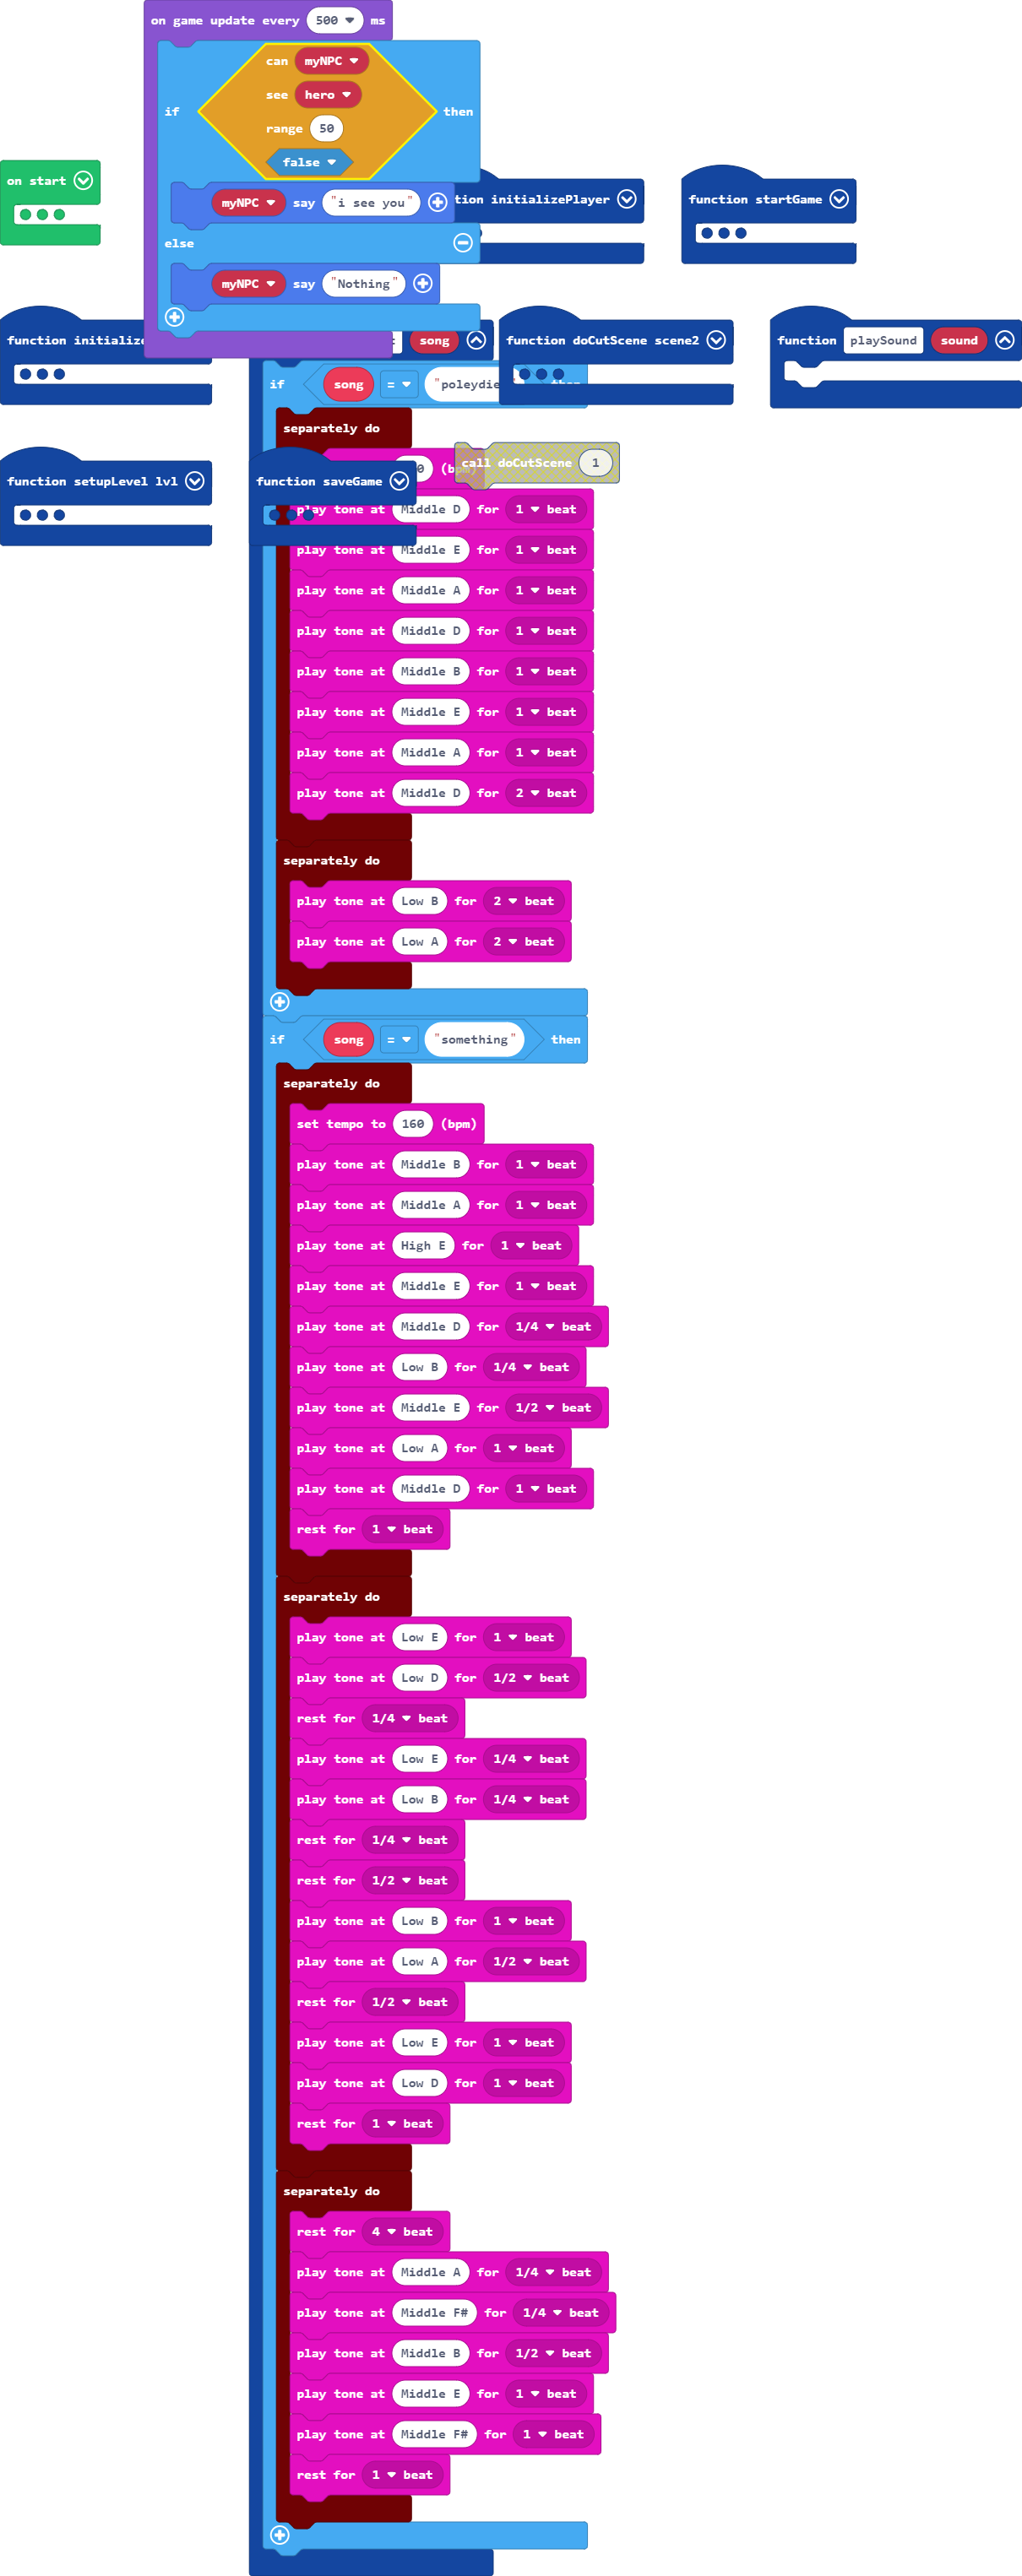 on game update every 500 ms
can myNPC
see hero
if then
range 50
false
on start
myNPC say "i see you"
initializePlayer
function startGame
else
myNPC say "Nothing"
function
song
function doCutScene scene2
function playSound sound
if song =
separately do
call doCutScene 1
function setupLevel lvl
function saveGame
play tone at Middle D for 1 beat
play tone at Middle E for 1 beat
play tone at Middle A for 1 beat
play tone at Middle D for 1 beat
play tone at Middle B for 1 beat
play tone at Middle E for 1 beat
play tone at Middle A for 1 beat
play tone at Middle D for 2 beat
separately do
play tone at Low B for 2 beat
play tone at Low A for 2 beat
if song = "something" then
separately do
set tempo to 160 (bpm)
play tone at Middle B for 1 beat
play tone at Middle A for 1 beat
play tone at High E for 1 beat
play tone at Middle E for 1 beat
play tone at Middle D for 1/4 beat
play tone at Low B for 1/4 beat
play tone at Middle E for 1/2 beat
play tone at Low A for 1 beat
play tone at Middle D for 1 beat
rest for 1 beat
separately do
play tone at Low E for 1 beat
play tone at Low D for 1/2 beat
rest for 1/4 beat
play tone at Low E for 1/4 beat
play tone at Low B for 1/4 beat
rest for 1/4 beat
rest for 1/2 beat
play tone at Low B for 1 beat
play tone at Low A for 1/2 beat
rest for 1/2 beat
play tone at Low E for 1 beat
play tone at Low D for 1 beat
rest for 1 beat
separately do
rest for 4 beat
play tone at Middle A for 1/4 beat
play tone at Middle F# for 1/4 beat
play tone at Middle B for 1/2 beat
play tone at Middle E for 1 beat
play tone at Middle F# for 1 beat
rest for 1 beat